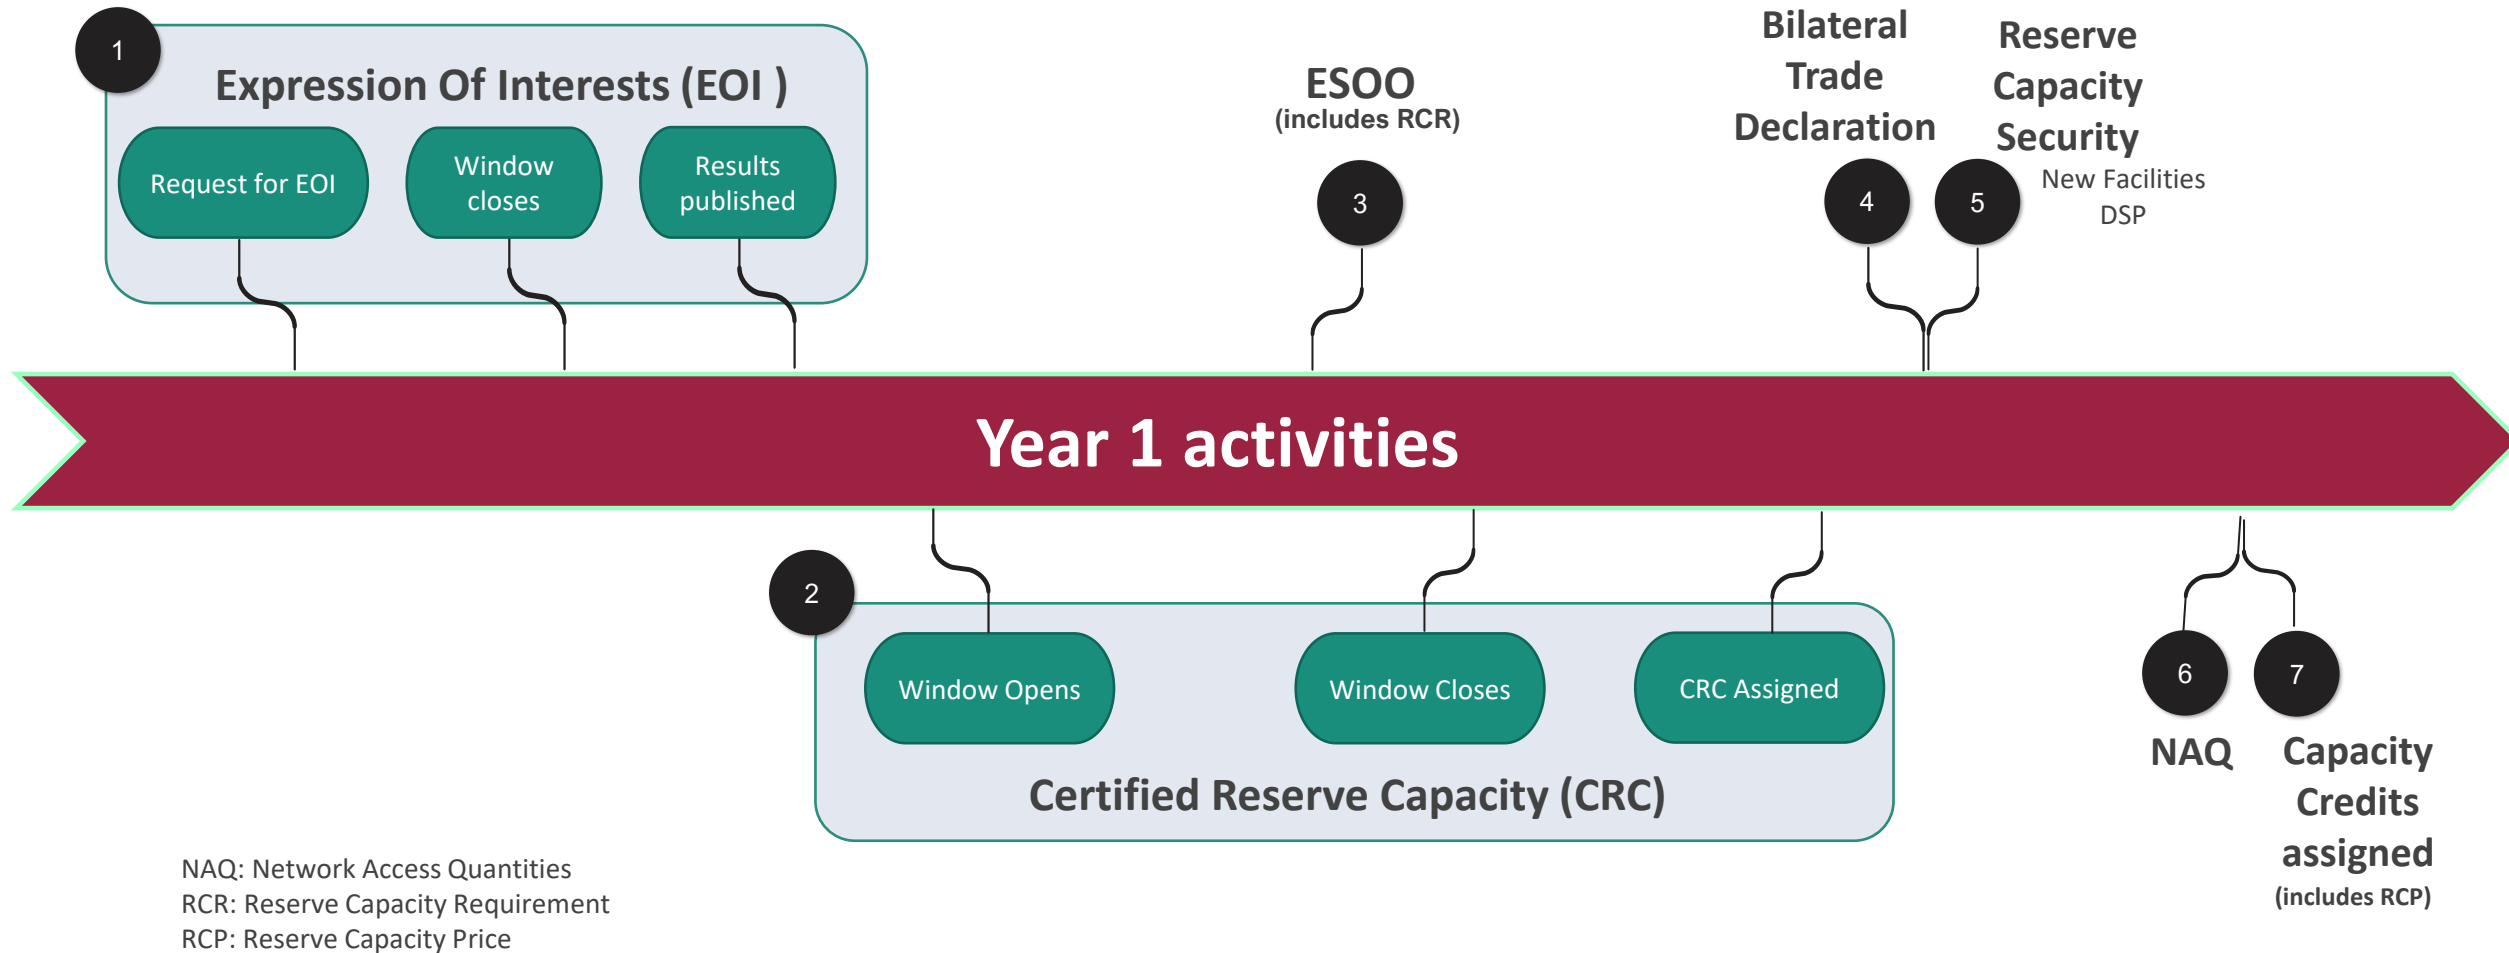 1
Expression Of Interests (EOI )
Request for EOI
Window
closes
Results
published
ESOO
(includes RCR)
3
Bilateral
Trade
Declaration
4
Reserve
Capacity
Security
New Facilities
DSP
5
Year 1 activities
2
Window Opens
Window Closes
CRC Assigned
Certified Reserve Capacity (CRC)
6
NAQ
7
Capacity
Credits
assigned
(includes RCP)
NAQ: Network Access Quantities
RCR: Reserve Capacity Requirement
RCP: Reserve Capacity Price